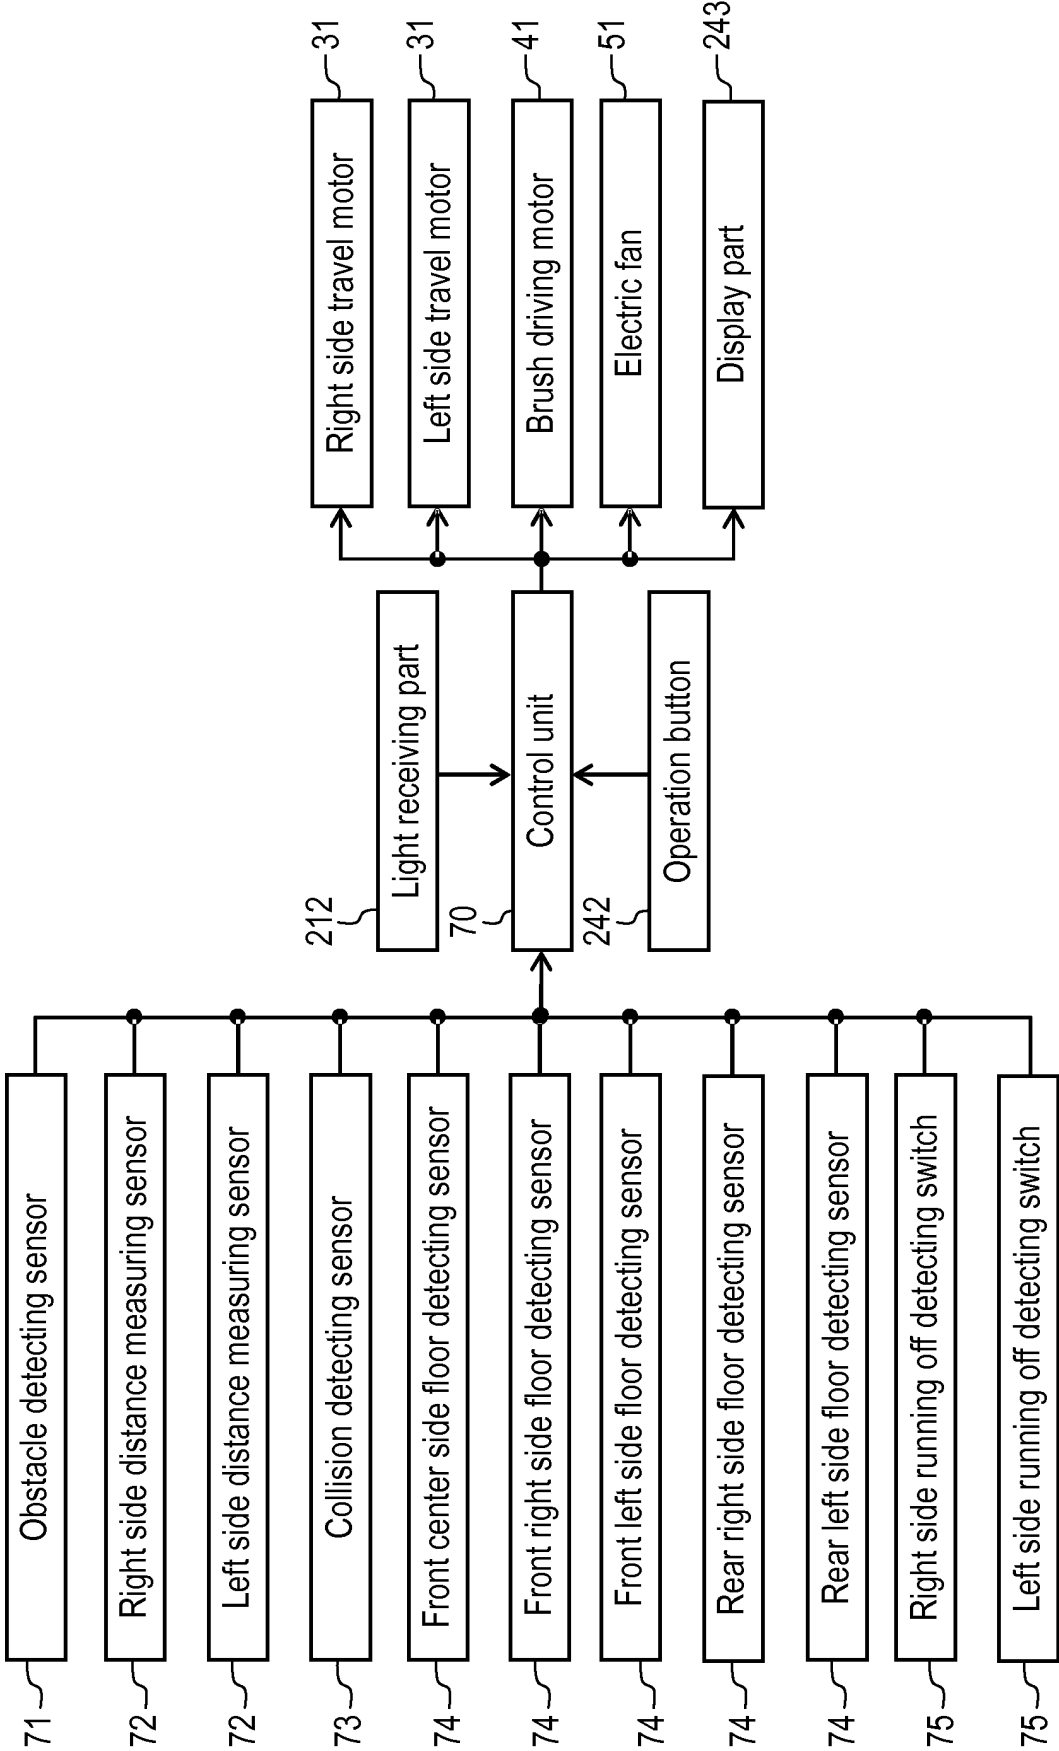 71 Obstacle detecting sensor
72 Right side distance measuring sensor
72 Left side distance measuring sensor
73 Collision detecting sensor
74 Front center side floor detecting sensor
74 Front right side floor detecting sensor
74 Front left side floor detecting sensor
74 Rear right side floor detecting sensor
74 Rear left side floor detecting sensor
75 Right side running off detecting switch
75 Left side running off detecting switch
212 Light receiving part
70 Control unit
242 Operation button
Right side travel motor 31
Left side travel motor 31
Brush driving motor 41
Electric fan 51
Display part 243